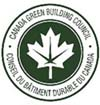 CANADA GREEN BUILDING COUNCIL
CONSEIL DU BÂTIMENT DURABLE DU CANADA